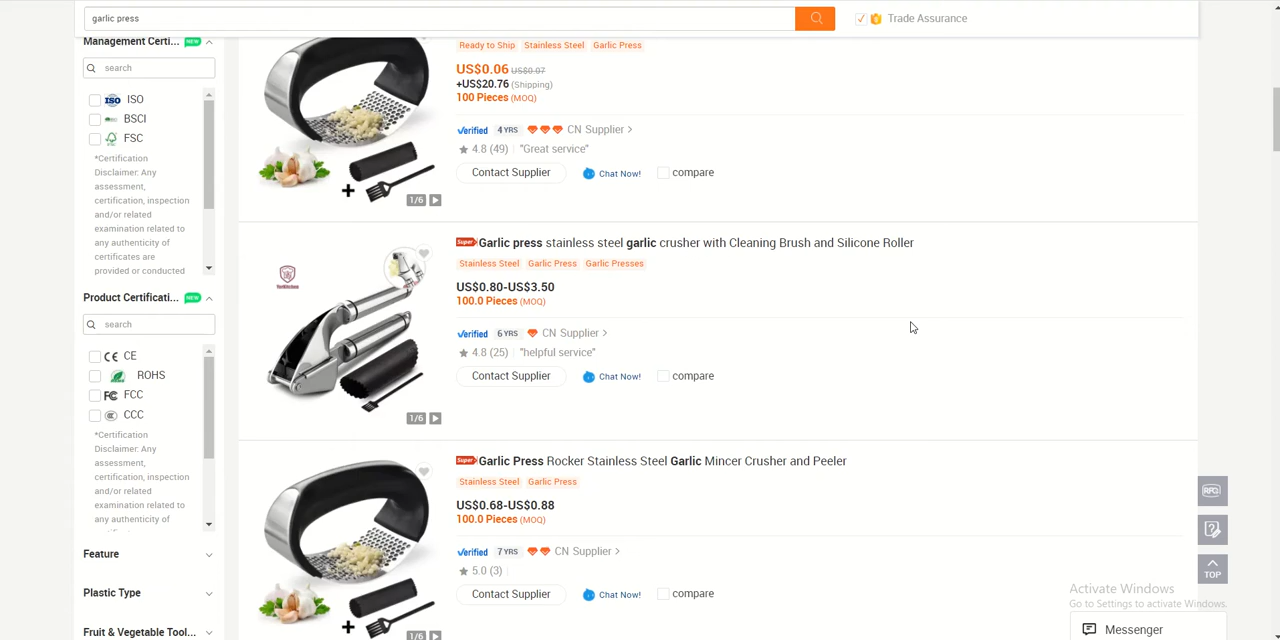 garlic press
Trade Assurance
Management Certi... NEW
search
ISO ISO
BSCI
FSC
*Certification
Disclaimer: Any
assessment,
certification, inspection
and/or related
examination related to
any authenticity of
certificates are
provided or conducted
Product Certificati... NEW
search
CE
ROHS
FCC
CCC
*Certification
Disclaimer: Any
assessment,
certification, inspection
and/or related
examination related to
any authenticity of
Feature
Plastic Type
Fruit & Vegetable Tool...
Ready to Ship Stainless Steel Garlic Press
US$0.06 US$0.07
+US$20.76 (Shipping)
100 Pieces (MOQ)
Verified 4 YRS CN Supplier >
4.8 (49) "Great service"
Contact Supplier Chat Now! compare
1/6
Super Garlic press stainless steel garlic crusher with Cleaning Brush and Silicone Roller
Stainless Steel Garlic Press Garlic Presses
US$0.80-US$3.50
100.0 Pieces (MOQ)
Verified 6 YRS CN Supplier >
4.8 (25) "helpful service"
Contact Supplier Chat Now! compare
1/6
Super Garlic Press Rocker Stainless Steel Garlic Mincer Crusher and Peeler
Stainless Steel Garlic Press
US$0.68-US$0.88
100.0 Pieces (MOQ)
Verified 7 YRS CN Supplier >
5.0 (3)
Contact Supplier Chat Now! compare
1/6
RFQ
TOP
Activate Windows
Go to Settings to activate Windows.
Messenger